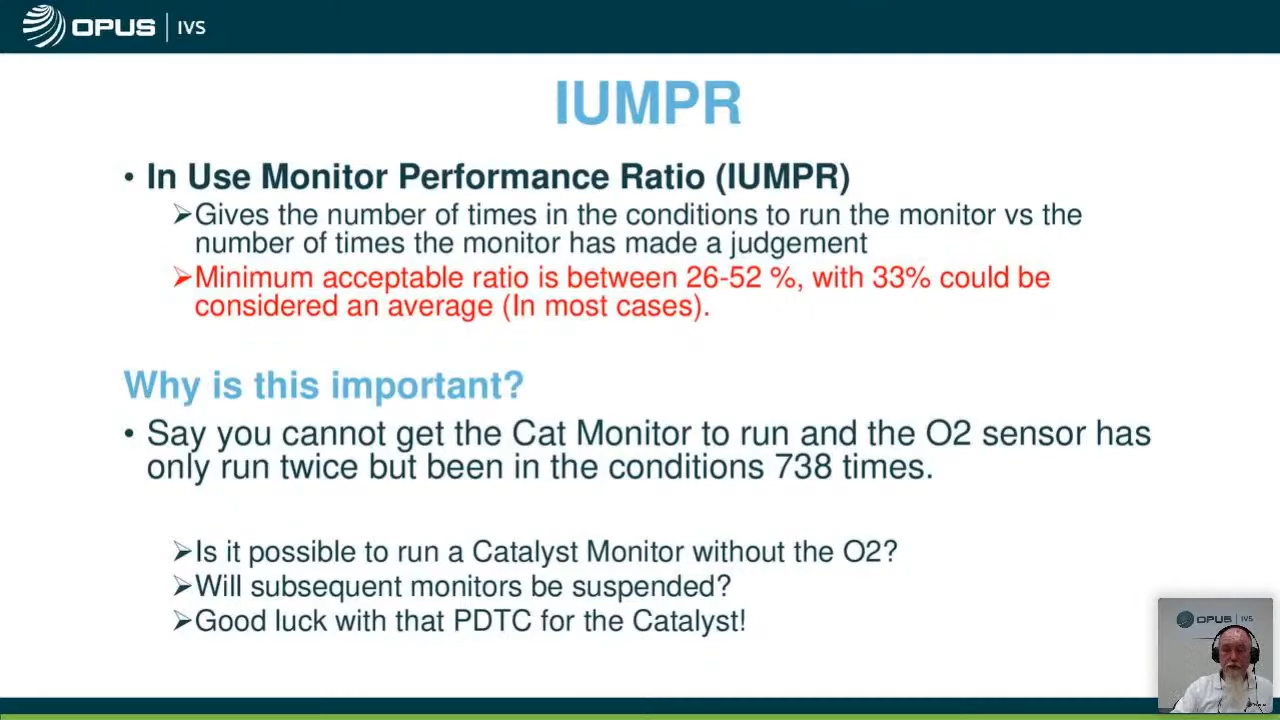 OPUS IVS
IUMPR
• In Use Monitor Performance Ratio (IUMPR)
➢Gives the number of times in the conditions to run the monitor vs the
number of times the monitor has made a judgement
➢Minimum acceptable ratio is between 26-52 %, with 33% could be
considered an average (In most cases).
Why is this important?
• Say you cannot get the Cat Monitor to run and the O2 sensor has
only run twice but been in the conditions 738 times.
➢Is it possible to run a Catalyst Monitor without the O2?
➢Will subsequent monitors be suspended?
➢Good luck with that PDTC for the Catalyst!
OPUS IVS